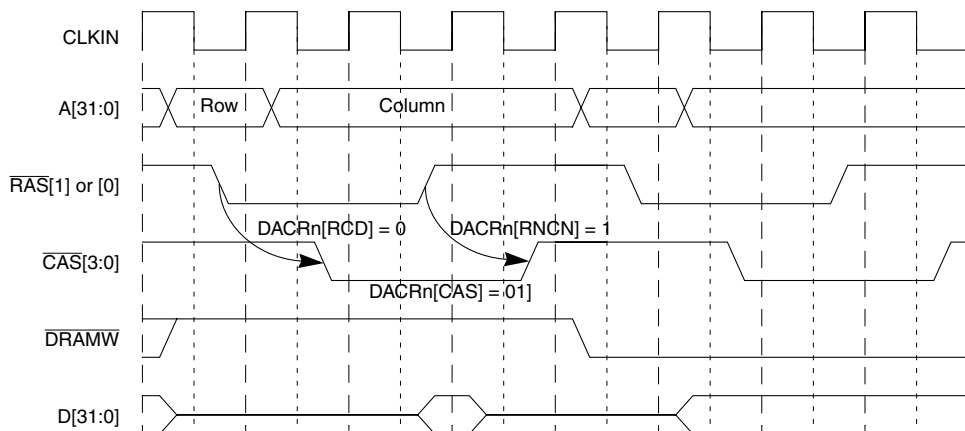 CLKIN
A[31:0]
Row
Column
RAS[1] or [0]
DACRn[RCD] = 0
DACRn[RNCN] = 1
CAS[3:0]
DACRn[CAS] = 01]
DRAMW
D[31:0]